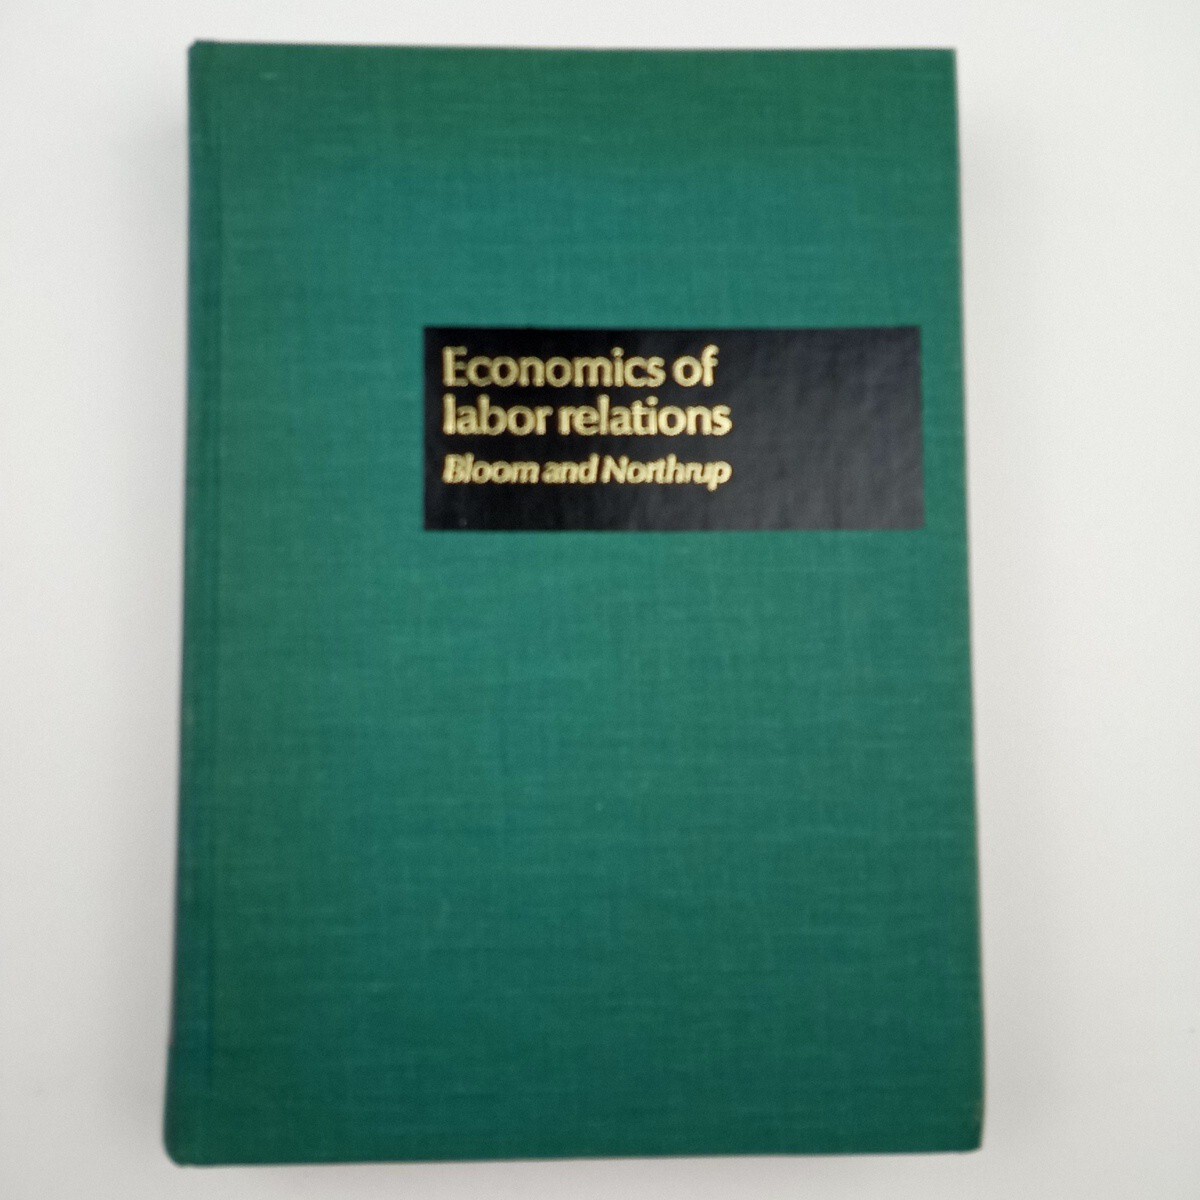 Economics of
labor relations
Bloom and Northrup